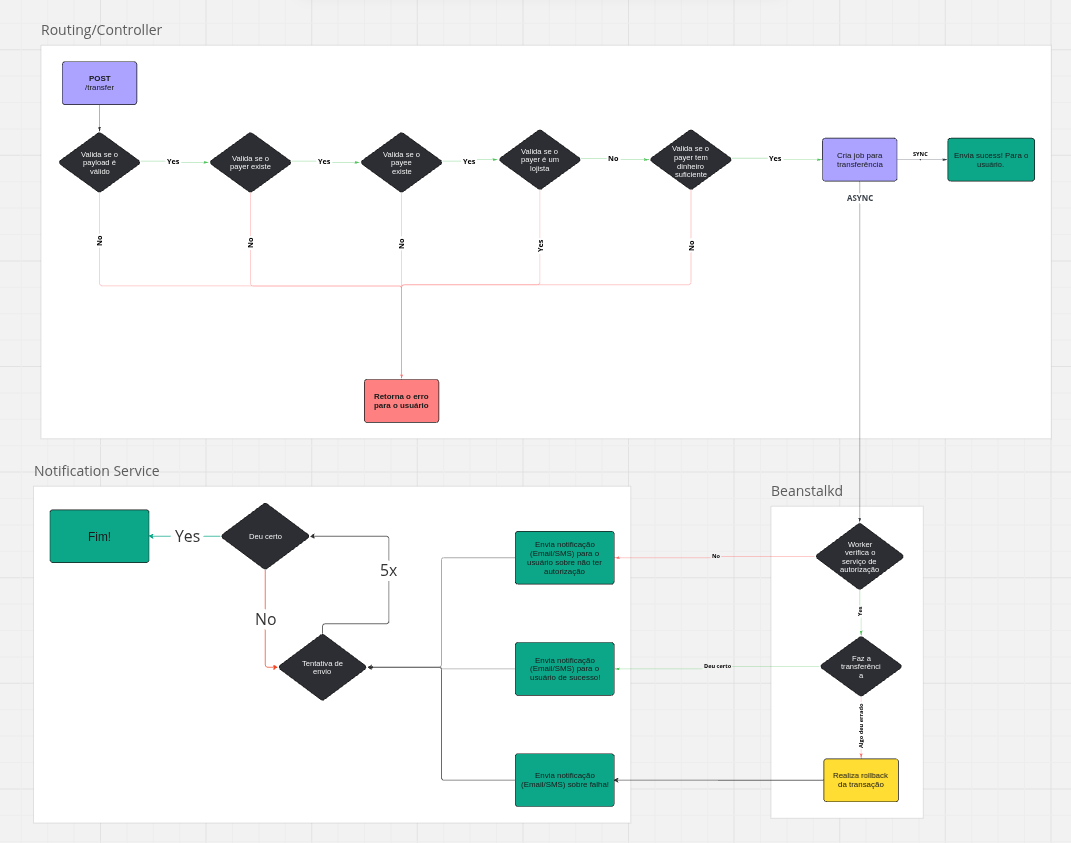 Routing/Controller
POST
/transfer
Valida se o
payload é
válido
Yes
Valida se o
payer existe
Yes
Valida se o
payee
existe
Yes
Valida se o
payer é um
lojista
No
Valida se o
payer tem
dinheiro
suficiente
Yes
Cria job para
transferência
SYNC
Envia sucess! Para o
usuário.
ASYNC
No
No
No
Yes
No
Retorna o erro
para o usuário
Notification Service
Fim!
Yes
Deu certo
5x
No
Tentativa de
envio
Envia notificação
(Email/SMS) para o
usuário sobre não ter
autorização
Envia notificação
(Email/SMS) para o
usuário de sucesso!
Envia notificação
(Email/SMS) sobre falha!
Beanstalkd
No
Worker
verifica o
serviço de
autorização
Yes
Deu certo
Faz a
transferênci
a
Algo deu errado
Realiza rollback
da transação